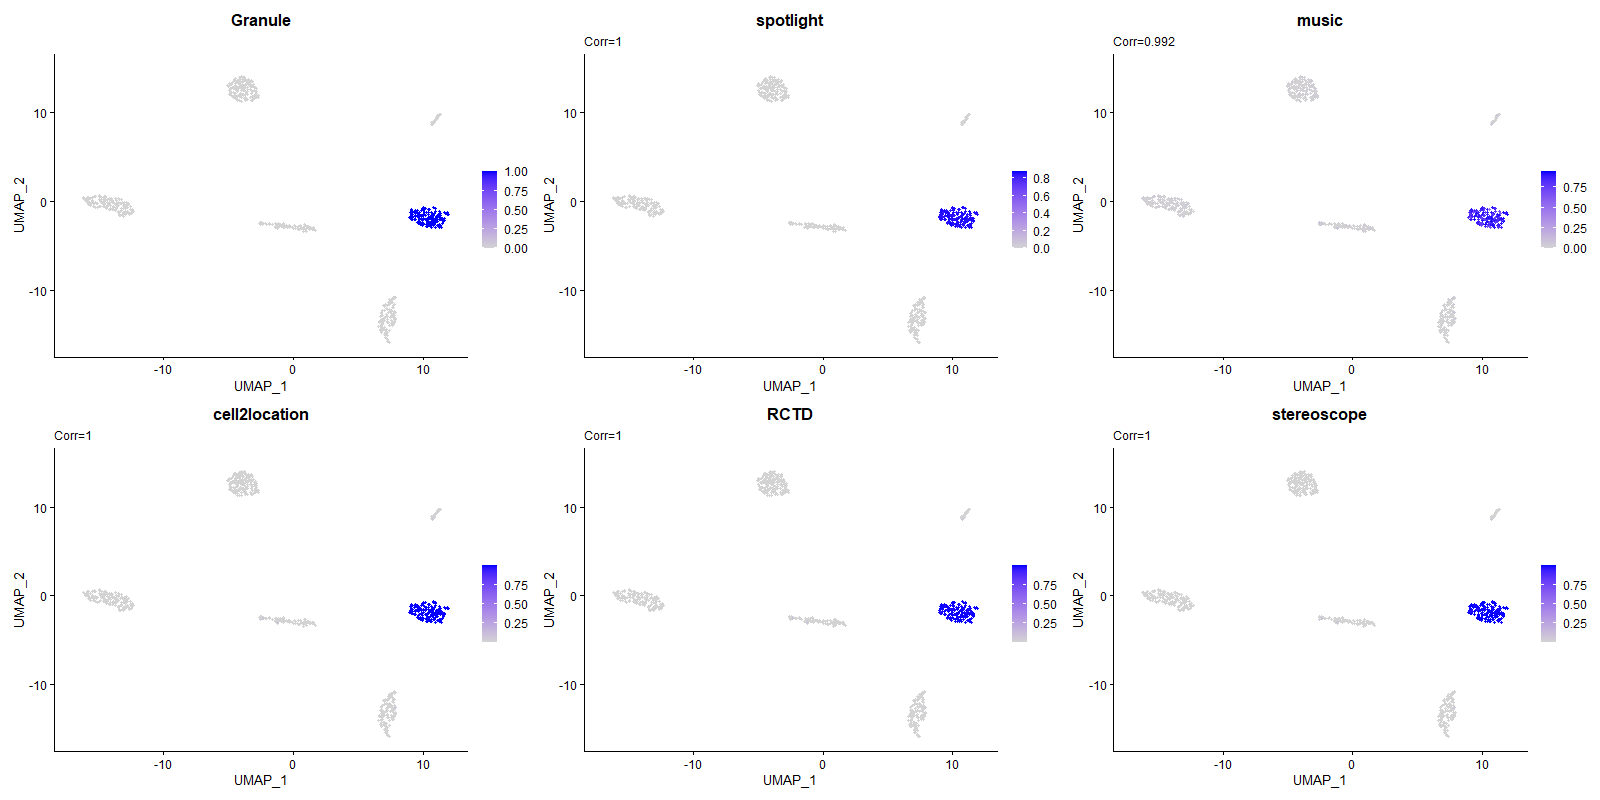 Granule
10
0
-10
UMAP_2
-10
0
10
UMAP_1
1.00
0.75
0.50
0.25
0.00
spotlight
Corr=1
10
0
-10
UMAP_2
-10
0
10
UMAP_1
0.8
0.6
0.4
0.2
0.0
music
Corr=0.992
10
0
-10
UMAP_2
-10
0
10
UMAP_1
0.75
0.50
0.25
0.00
cell2location
Corr=1
10
0
-10
UMAP_2
-10
0
10
UMAP_1
0.75
0.50
0.25
RCTD
Corr=1
10
0
-10
UMAP_2
-10
0
10
UMAP_1
0.75
0.50
0.25
stereoscope
Corr=1
10
0
-10
UMAP_2
-10
0
10
UMAP_1
0.75
0.50
0.25